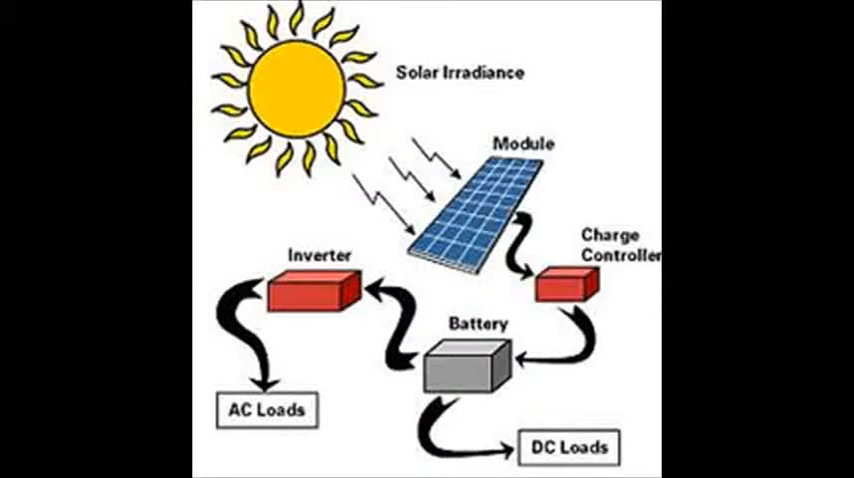 Solar Irradiance
Module
Charge
Controller
Inverter
Battery
AC Loads
DC Loads